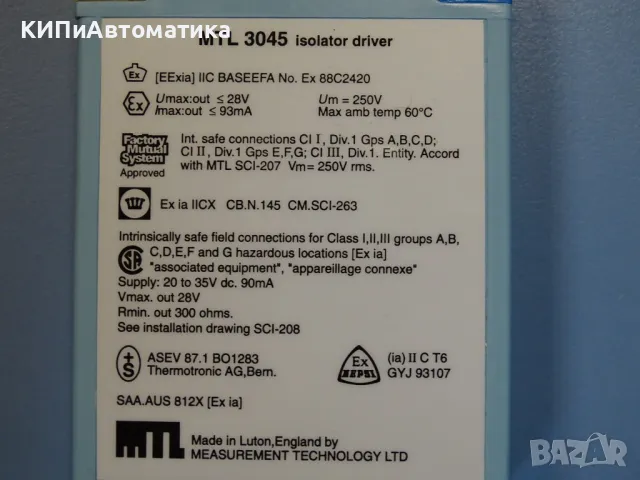 КИПиАвтоматика
MTL 3045 isolator driver
Ex
[EExia] IIC BASEEFA No. Ex 88C2420
Ex
Umax:out ≤ 28V Um = 250V
Imax:out ≤ 93mA Max amb temp 60°C
Factory
Mutual
System
Approved
Int. safe connections Cl I, Div.1 Gps A,B,C,D;
Cl II, Div.1 Gps E,F,G; Cl III, Div.1. Entity. Accord
with MTL SCI-207 Vm= 250V rms.
Ex ia IICX CB.N.145 CM.SCI-263
Intrinsically safe field connections for Class I,II,III groups A,B,
C,D,E,F and G hazardous locations [Ex ia]
"associated equipment", "appareillage connexe"
SA
Supply: 20 to 35V dc. 90mA
Vmax. out 28V
Rmin. out 300 ohms.
See installation drawing SCI-208
+S
ASEV 87.1 BO1283
Thermotronic AG,Bern.
Ex
NEPSI
(ia) II C T6
GYJ 93107
SAA.AUS 812X [Ex ia]
MTL
Made in Luton,England by
MEASUREMENT TECHNOLOGY LTD
BAZAR
bg